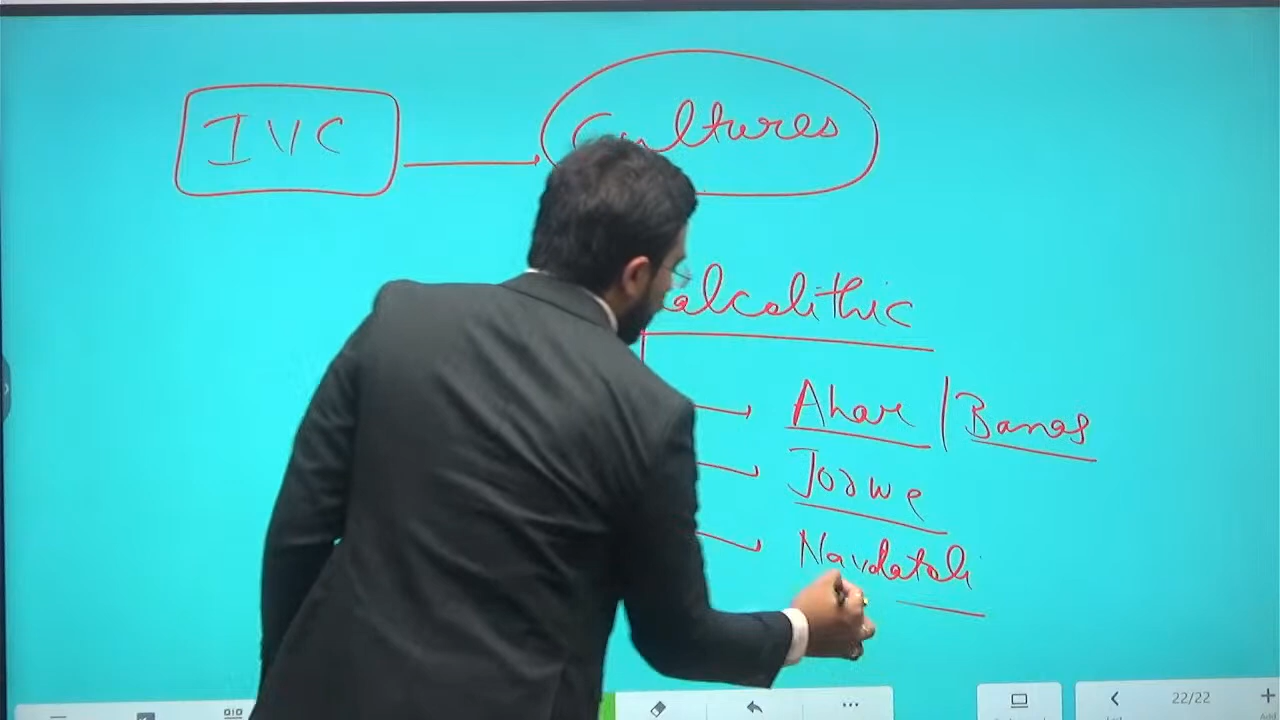 IVC
Cultures
alcolithic
Ahar / Banas
Jorwe
Navdatoli
22/22